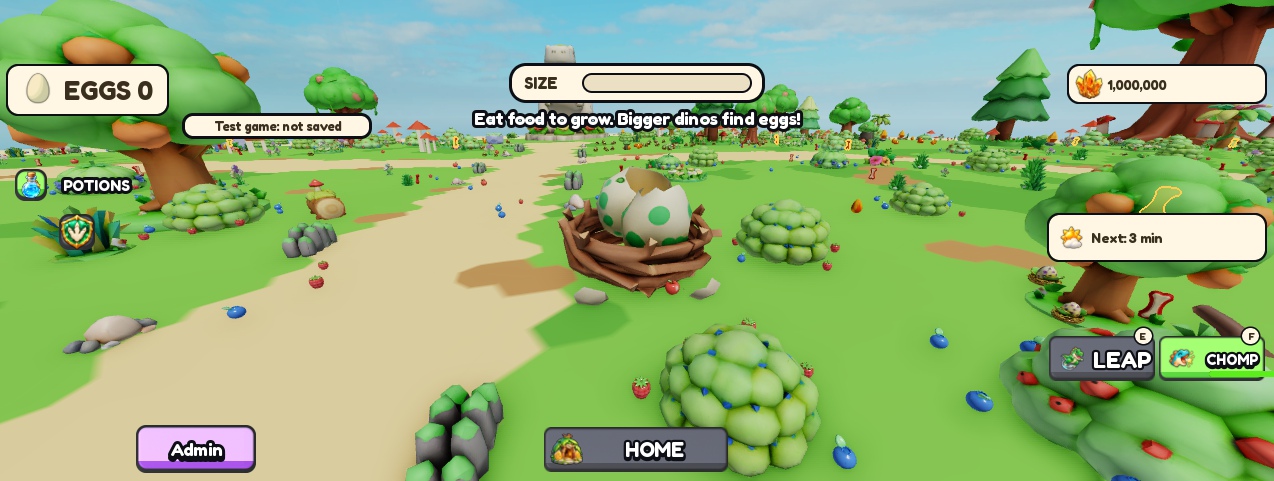 EGGS 0
SIZE
1,000,000
Test game: not saved
Eat food to grow. Bigger dinos find eggs!
POTIONS
Next: 3 min
E
F
LEAP
CHOMP
Admin
HOME